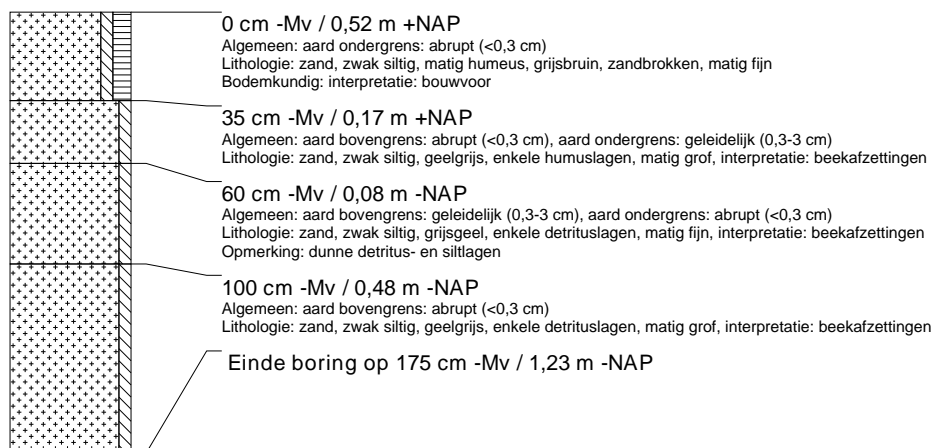 0 cm -Mv / 0,52 m +NAP
Algemeen: aard ondergrens: abrupt (<0,3 cm)
Lithologie: zand, zwak siltig, matig humeus, grijsbruin, zandbrokken, matig fijn
Bodemkundig: interpretatie: bouwvoor
35 cm -Mv / 0,17 m +NAP
Algemeen: aard bovengrens: abrupt (<0,3 cm), aard ondergrens: geleidelijk (0,3-3 cm)
Lithologie: zand, zwak siltig, geelgrijs, enkele humuslagen, matig grof, interpretatie: beekafzettingen
60 cm -Mv / 0,08 m -NAP
Algemeen: aard bovengrens: geleidelijk (0,3-3 cm), aard ondergrens: abrupt (<0,3 cm)
Lithologie: zand, zwak siltig, grijsgeel, enkele detrituslagen, matig fijn, interpretatie: beekafzettingen
Opmerking: dunne detritus- en siltlagen
100 cm -Mv / 0,48 m -NAP
Algemeen: aard bovengrens: abrupt (<0,3 cm)
Lithologie: zand, zwak siltig, geelgrijs, enkele detrituslagen, matig grof, interpretatie: beekafzettingen
Einde boring op 175 cm -Mv / 1,23 m -NAP